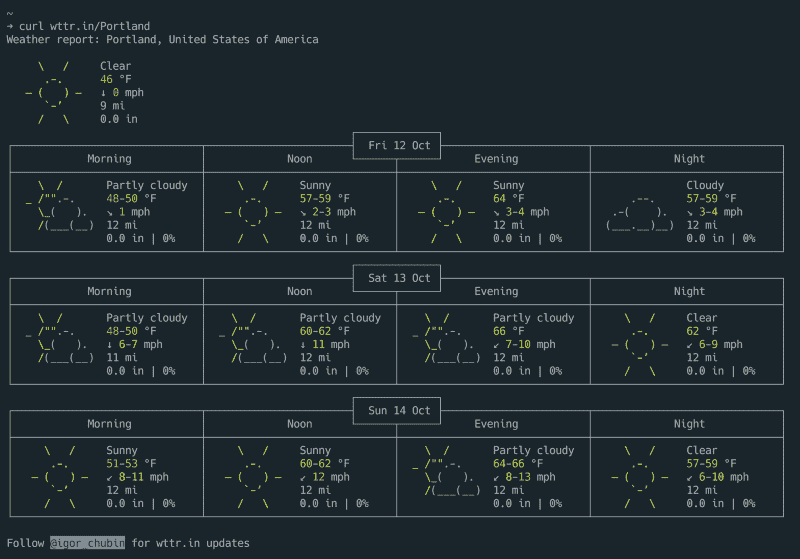 ~
➜ curl wttr.in/Portland
Weather report: Portland, United States of America
Clear
46 °F
↓ 0 mph
9 mi
0.0 in
Fri 12 Oct
Morning Noon Evening Night
Partly cloudy Sunny Sunny Cloudy
48-50 °F 57-59 °F 64 °F 57-59 °F
↘ 1 mph ↘ 2-3 mph ↘ 3-4 mph ↘ 3-4 mph
12 mi 12 mi 12 mi 12 mi
0.0 in | 0% 0.0 in | 0% 0.0 in | 0% 0.0 in | 0%
Sat 13 Oct
Morning Noon Evening Night
Partly cloudy Partly cloudy Partly cloudy Clear
48-50 °F 60-62 °F 66 °F 62 °F
↓ 6-7 mph ↓ 11 mph ↙ 7-10 mph ↙ 6-9 mph
11 mi 12 mi 12 mi 12 mi
0.0 in | 0% 0.0 in | 0% 0.0 in | 0% 0.0 in | 0%
Sun 14 Oct
Morning Noon Evening Night
Sunny Sunny Partly cloudy Clear
51-53 °F 60-62 °F 64-66 °F 57-59 °F
↙ 8-11 mph ↙ 12 mph ↙ 8-13 mph ↙ 6-10 mph
12 mi 12 mi 12 mi 12 mi
0.0 in | 0% 0.0 in | 0% 0.0 in | 0% 0.0 in | 0%
Follow @igor_chubin for wttr.in updates